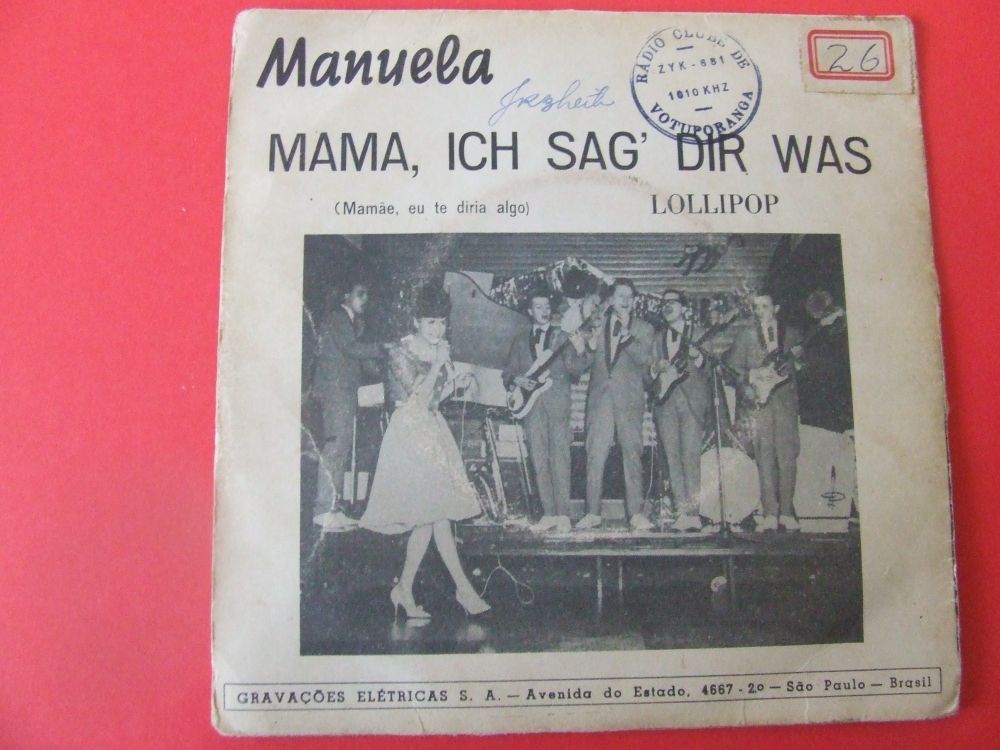 Manuela
RÁDIO CLUBE DE
ZYK - 681
1010 KHZ
VOTUPORANGA
26
MAMA, ICH SAG' DIR WAS
(Mamãe, eu te diria algo)
LOLLIPOP
GRAVAÇÕES ELÉTRICAS S. A. — Avenida do Estado, 4667 - 2º — São Paulo — Brasil